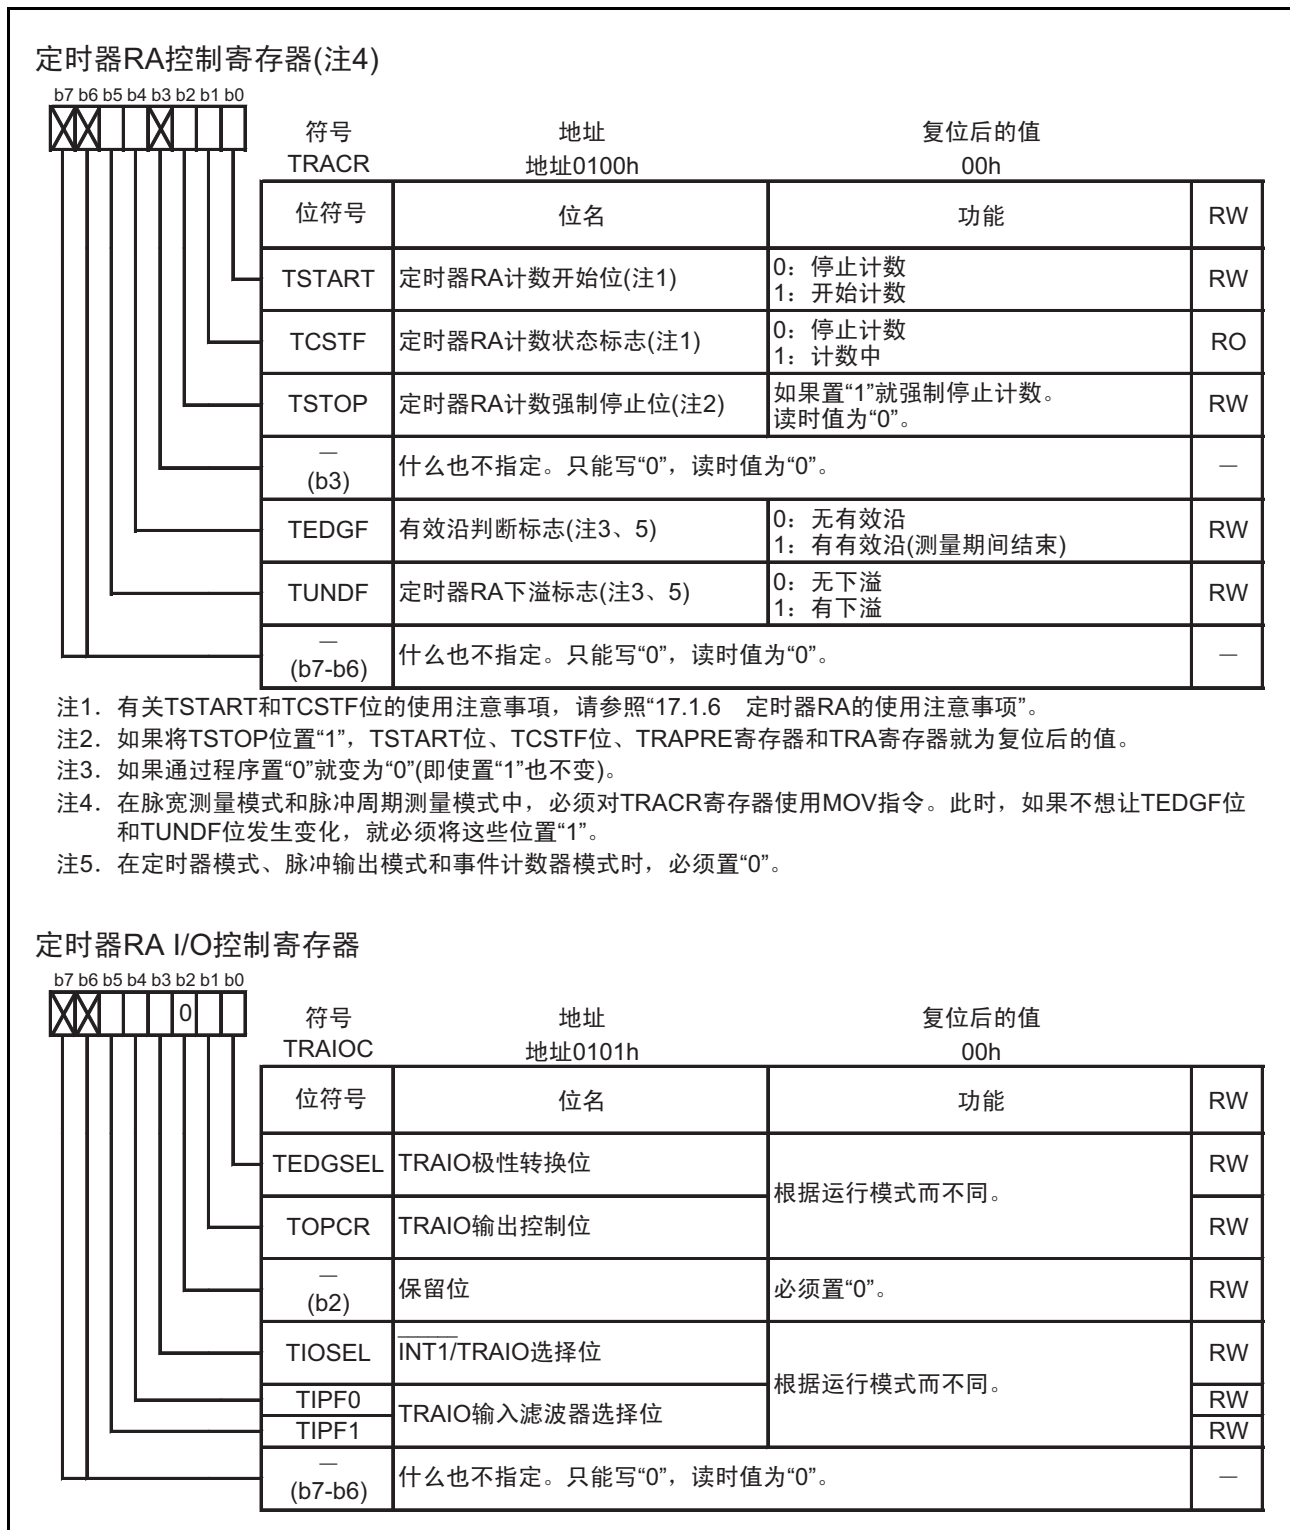 定时器RA控制寄存器(注4)
b7 b6 b5 b4 b3 b2 b1 b0
符号 地址 复位后的值
TRACR 地址0100h 00h
位符号 位名 功能 RW
TSTART 定时器RA计数开始位(注1) 0：停止计数 RW
1：开始计数
TCSTF 定时器RA计数状态标志(注1) 0：停止计数 RO
1：计数中
TSTOP 定时器RA计数强制停止位(注2) 如果置“1”就强制停止计数。 RW
读时值为“0”。
— (b3) 什么也不指定。只能写“0”，读时值为“0”。 —
TEDGF 有效沿判断标志(注3、5) 0：无有效沿 RW
1：有有效沿(测量期间结束)
TUNDF 定时器RA下溢标志(注3、5) 0：无下溢 RW
1：有下溢
— (b7-b6) 什么也不指定。只能写“0”，读时值为“0”。 —
注1. 有关TSTART和TCSTF位的使用注意事項，请参照“17.1.6 定时器RA的使用注意事项”。
注2. 如果将TSTOP位置“1”，TSTART位、TCSTF位、TRAPRE寄存器和TRA寄存器就为复位后的值。
注3. 如果通过程序置“0”就变为“0”(即使置“1”也不变)。
注4. 在脉宽测量模式和脉冲周期测量模式中，必须对TRACR寄存器使用MOV指令。此时，如果不想让TEDGF位
和TUNDF位发生变化，就必须将这些位置“1”。
注5. 在定时器模式、脉冲输出模式和事件计数器模式时，必须置“0”。
定时器RA I/O控制寄存器
b7 b6 b5 b4 b3 b2 b1 b0
0
符号 地址 复位后的值
TRAIOC 地址0101h 00h
位符号 位名 功能 RW
TEDGSEL TRAIO极性转换位 根据运行模式而不同。 RW
TOPCR TRAIO输出控制位 RW
— (b2) 保留位 必须置“0”。 RW
TIOSEL INT1/TRAIO选择位 根据运行模式而不同。 RW
TIPF0 TRAIO输入滤波器选择位 RW
TIPF1 RW
— (b7-b6) 什么也不指定。只能写“0”，读时值为“0”。 —